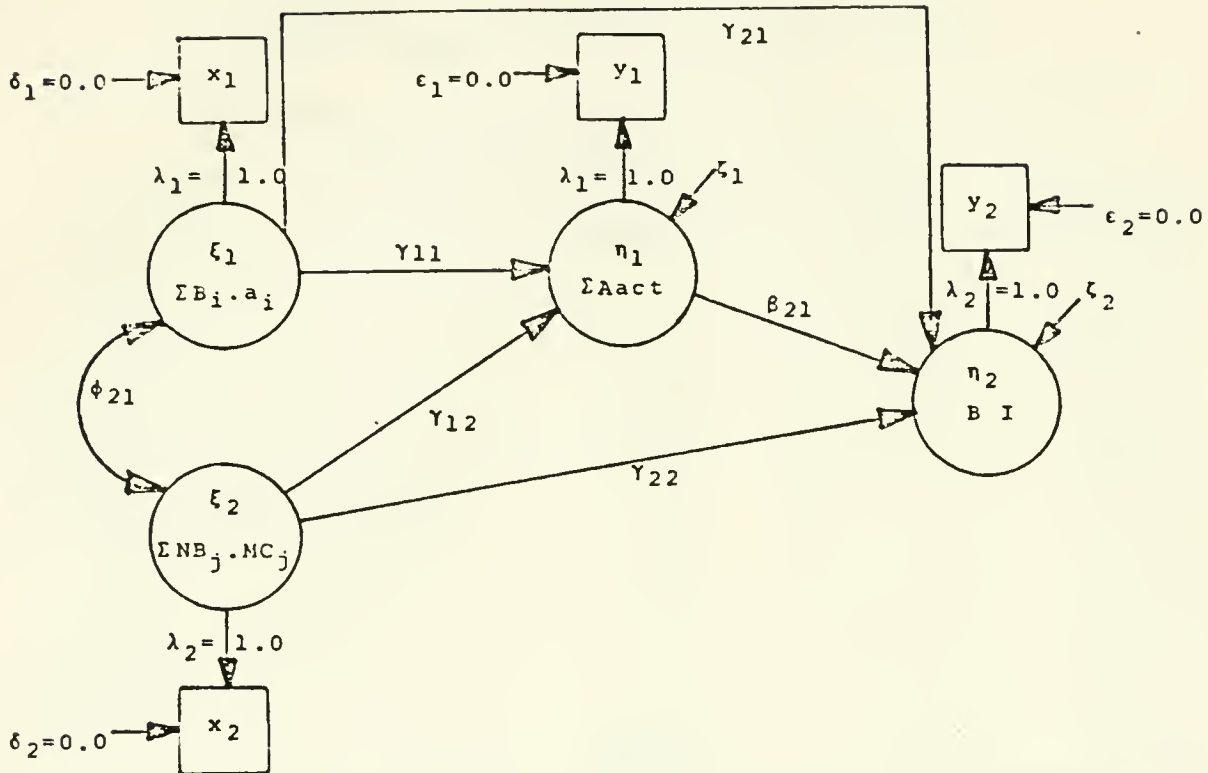 γ21
δ1=0.0
x1
ε1=0.0
y1
λ1= 1.0
λ1= 1.0
ζ1
y2
ε2=0.0
ξ1
ΣBi.ai
γ11
η1
ΣAact
λ2 =1.0
ζ2
β21
η2
B I
φ21
γ12
γ22
ξ2
ΣNBj.MCj
λ2= 1.0
x2
δ2=0.0